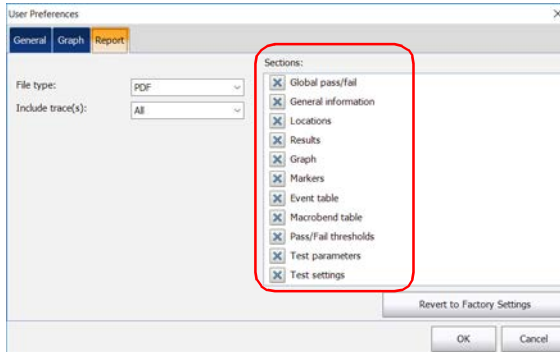 User Preferences
General Graph Report
Sections:
File type:
PDF
Include trace(s):
All
Global pass/fail
General information
Locations
Results
Graph
Markers
Event table
Macrobend table
Pass/Fail thresholds
Test parameters
Test settings
Revert to Factory Settings
OK Cancel